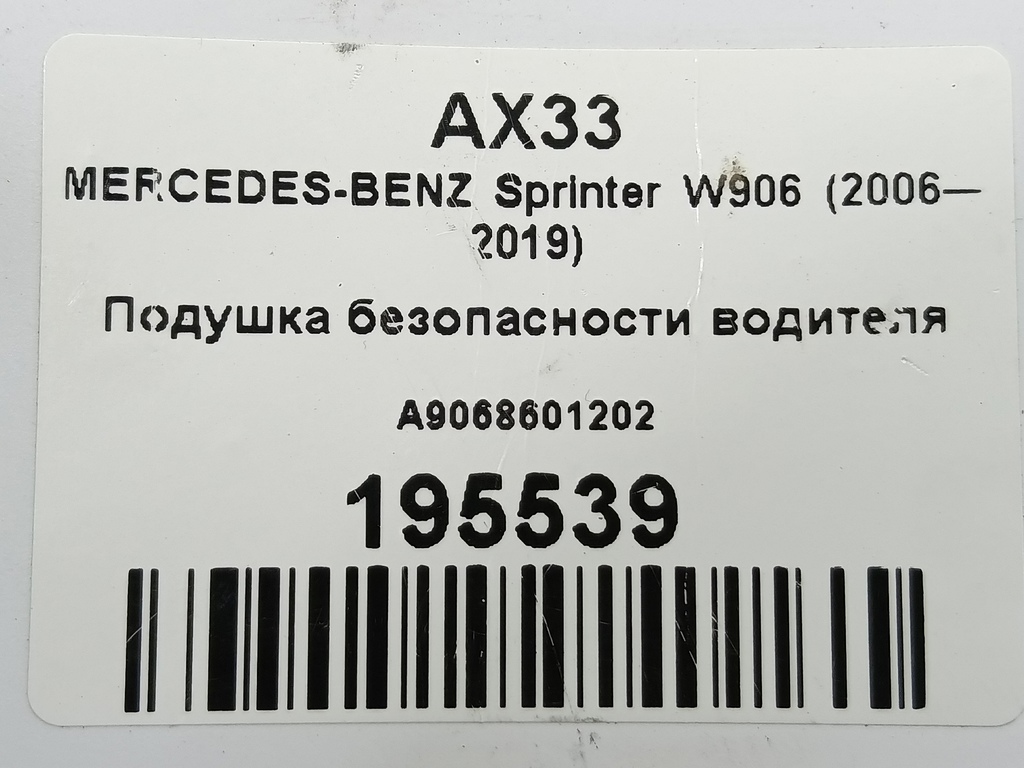 AX33
MERCEDES-BENZ Sprinter W906 (2006—
2019)
Подушка безопасности водителя
A9068601202
195539